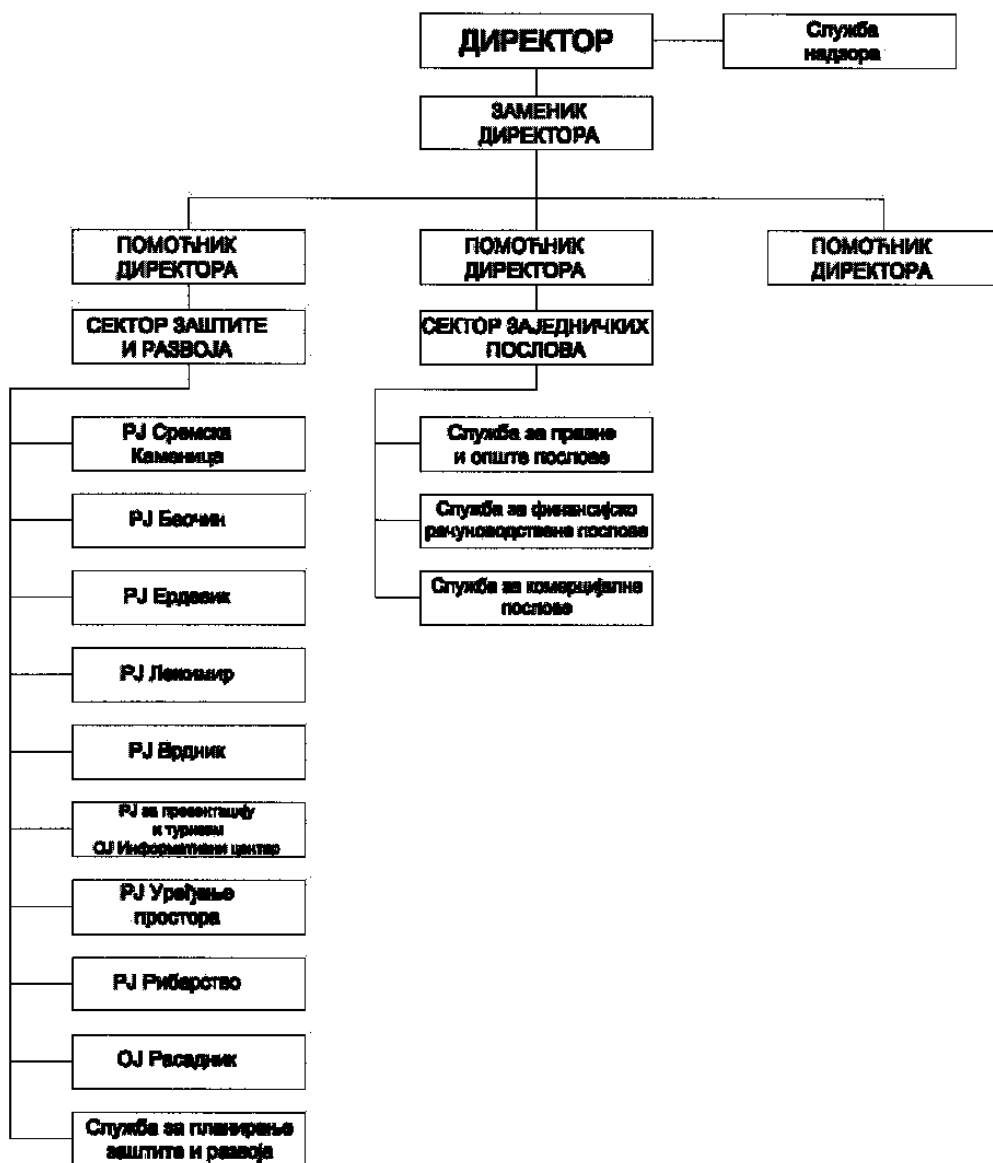 ДИРЕКТОР
Служба
надзора
ЗАМЕНИК
ДИРЕКТОРА
ПОМОЋНИК
ДИРЕКТОРА
ПОМОЋНИК
ДИРЕКТОРА
ПОМОЋНИК
ДИРЕКТОРА
СЕКТОР ЗАШТИТЕ
И РАЗВОЈА
СЕКТОР ЗАЈЕДНИЧКИХ
ПОСЛОВА
РЈ Сремска
Каменица
РЈ Беочин
РЈ Ердевик
РЈ Лежимир
РЈ Врдник
РЈ за презентацију
и туризам
ОЈ Информативни центар
РЈ Уређење
простора
РЈ Рибарство
ОЈ Расадник
Служба за планирање
заштите и развоја
Служба за правне
и опште послове
Служба за финансијско
рачуноводствене послове
Служба за комерцијалне
послове